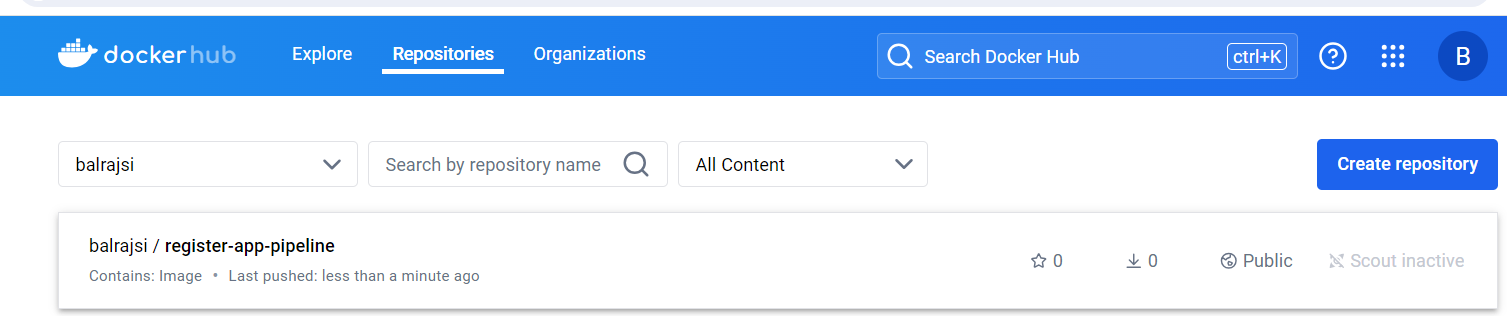 docker hub Explore Repositories Organizations Search Docker Hub ctrl+K B
balrajsi Search by repository name All Content Create repository
balrajsi / register-app-pipeline
Contains: Image • Last pushed: less than a minute ago
0 0 Public Scout inactive